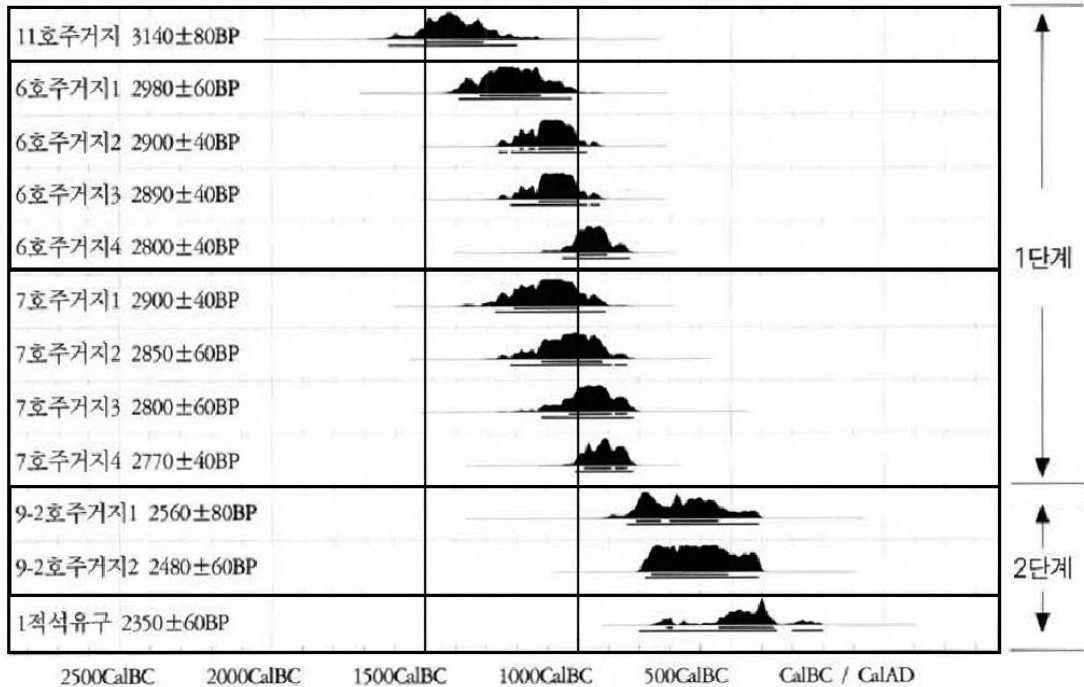 11호주거지 3140±80BP
6호주거지1 2980±60BP
6호주거지2 2900±40BP
6호주거지3 2890±40BP
6호주거지4 2800±40BP
1단계
7호주거지1 2900±40BP
7호주거지2 2850±60BP
7호주거지3 2800±60BP
7호주거지4 2770±40BP
9-2호주거지1 2560±80BP
9-2호주거지2 2480±60BP
2단계
1적석유구 2350±60BP
2500CalBC 2000CalBC 1500CalBC 1000CalBC 500CalBC CalBC / CalAD